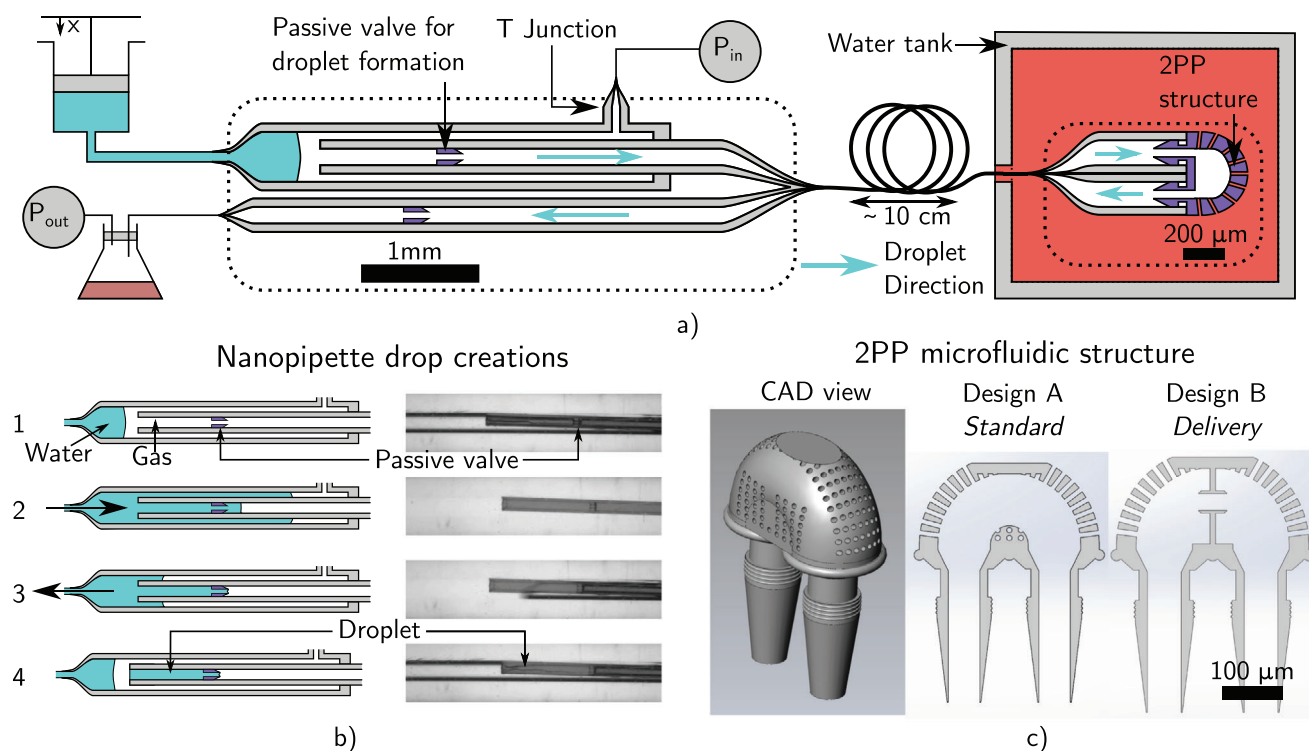 x
Passive valve for
droplet formation
T Junction
P_in
Water tank
2PP
structure
P_out
1mm
~ 10 cm
Droplet
Direction
200 μm
a)
Nanopipette drop creations
1
Water
Gas
Passive valve
2
3
Droplet
4
b)
2PP microfluidic structure
CAD view
Design A
Standard
Design B
Delivery
100 μm
c)